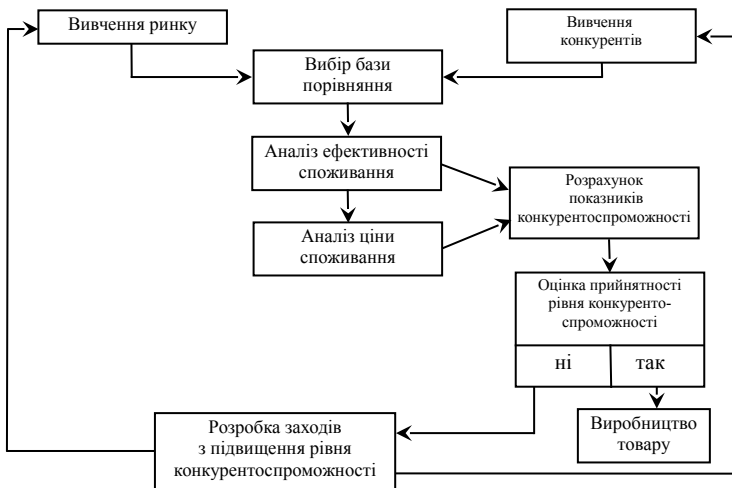 Вивчення ринку
Вивчення
конкурентів
Вибір бази
порівняння
Аналіз ефективності
споживання
Розрахунок
показників
конкурентоспроможності
Аналіз ціни
споживання
Оцінка прийнятності
рівня конкуренто-
спроможності
ні
так
Виробництво
товару
Розробка заходів
з підвищення рівня
конкурентоспроможності